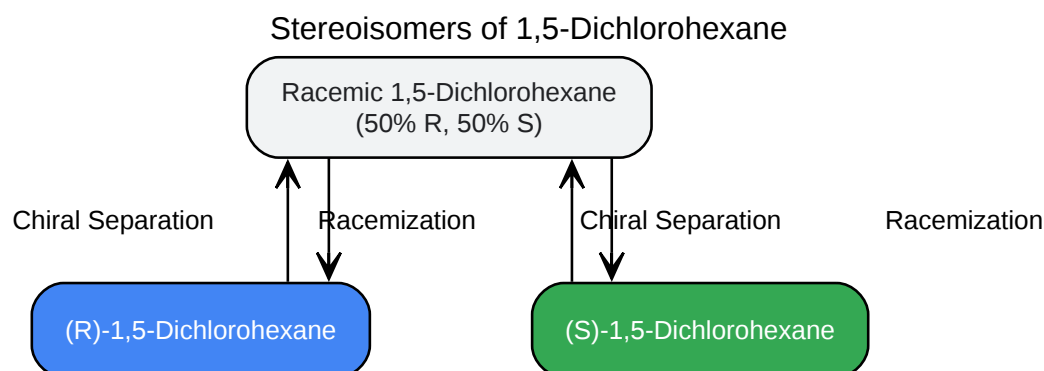 Stereoisomers of 1,5-Dichlorohexane
Racemic 1,5-Dichlorohexane
(50% R, 50% S)
Chiral Separation
Racemization
Chiral Separation
Racemization
(R)-1,5-Dichlorohexane
(S)-1,5-Dichlorohexane